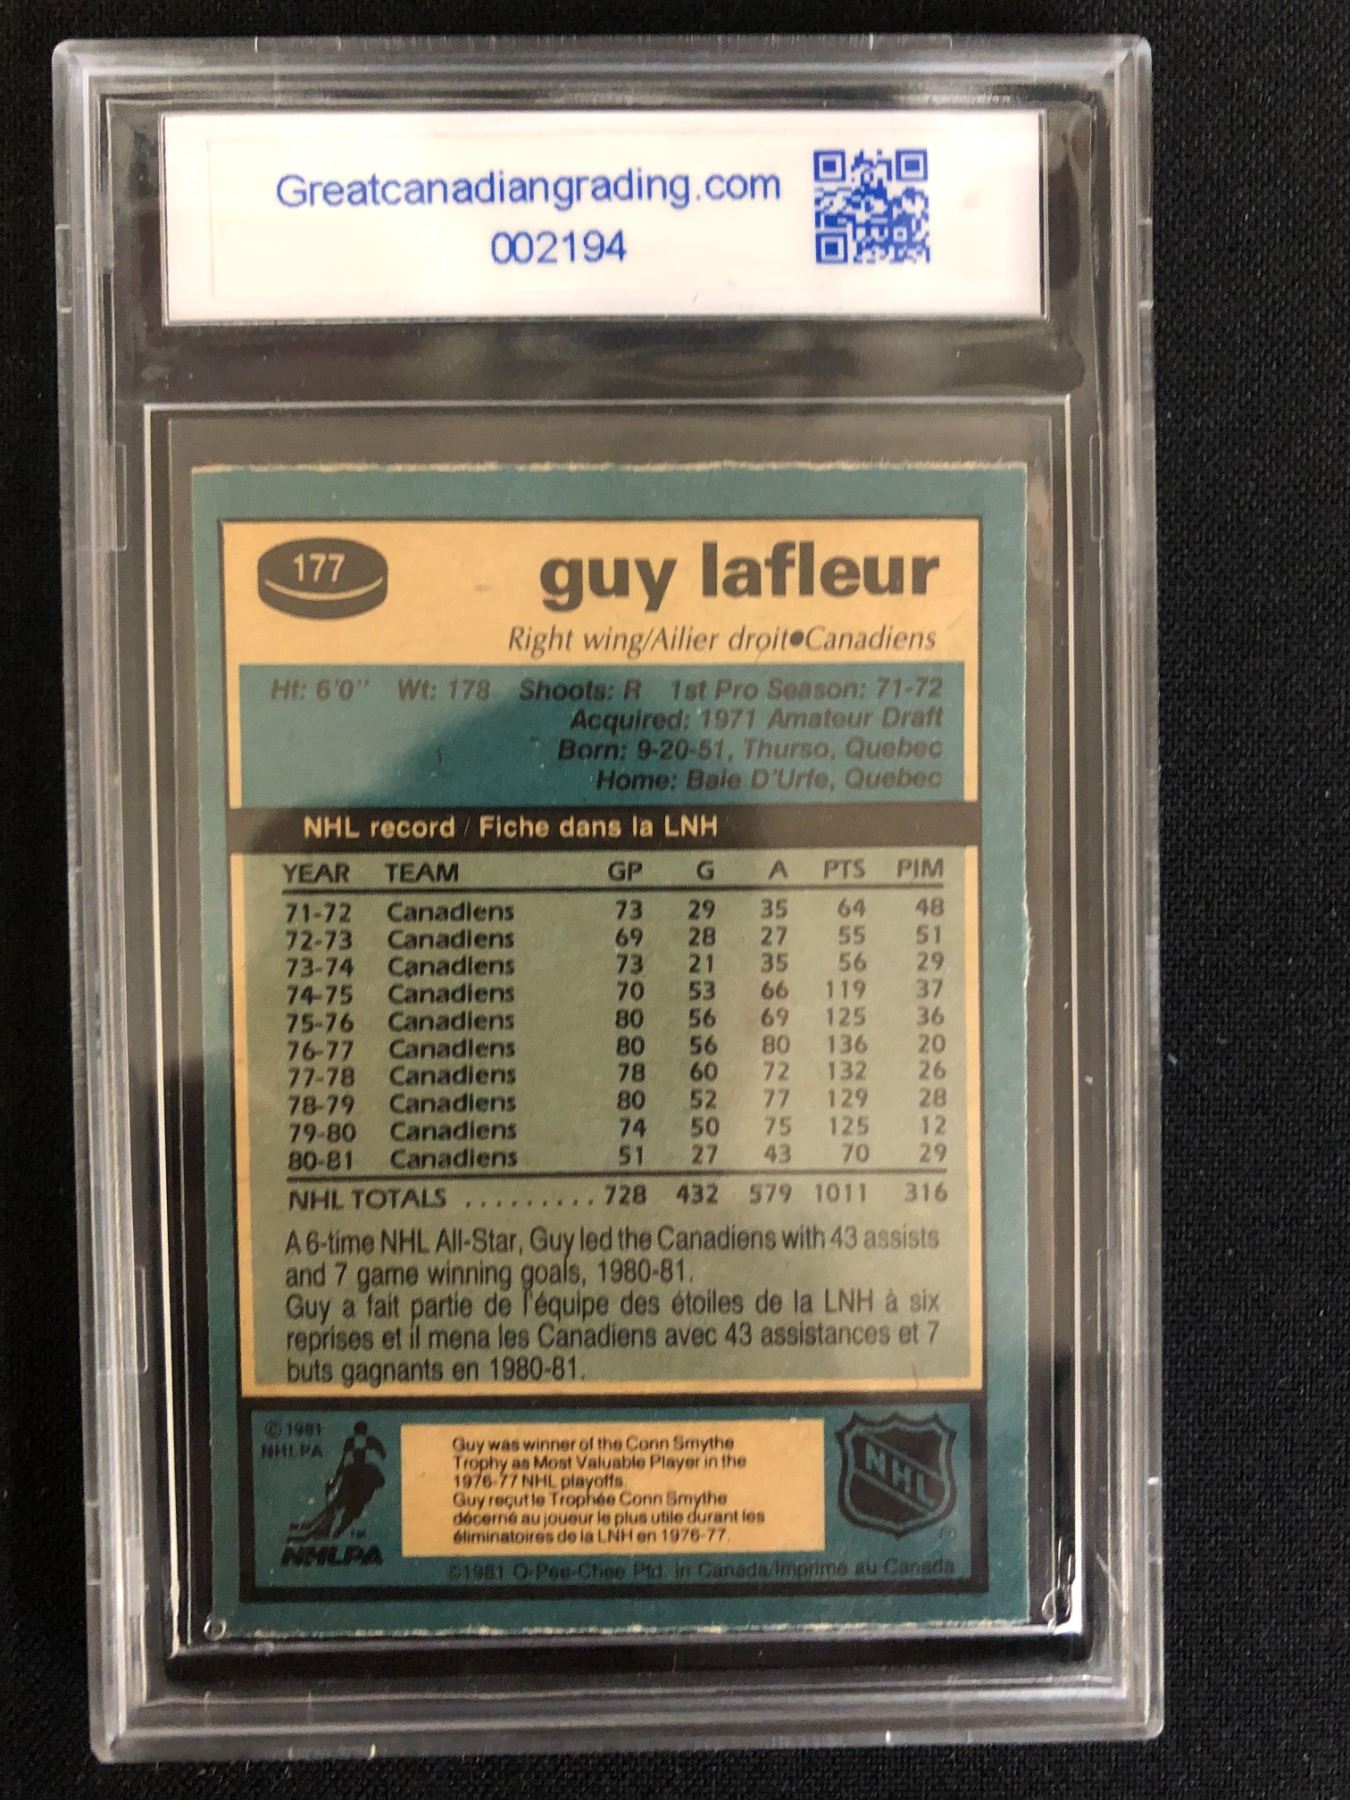 Greatcanadiangrading.com
002194
177
guy lafleur
Right wing/Ailier droit•Canadiens
Ht: 6'0" Wt: 178 Shoots: R 1st Pro Season: 71-72
Acquired: 1971 Amateur Draft
Born: 9-20-51, Thurso, Quebec
Home: Baie D'Urfe, Quebec
NHL record / Fiche dans la LNH
YEAR TEAM GP G A PTS PIM
71-72 Canadiens 73 29 35 64 48
72-73 Canadiens 69 28 27 55 51
73-74 Canadiens 73 21 35 56 29
74-75 Canadiens 70 53 66 119 37
75-76 Canadiens 80 56 69 125 36
76-77 Canadiens 80 56 80 136 20
77-78 Canadiens 78 60 72 132 26
78-79 Canadiens 80 52 77 129 28
79-80 Canadiens 74 50 75 125 12
80-81 Canadiens 51 27 43 70 29
NHL TOTALS ......... 728 432 579 1011 316
A 6-time NHL All-Star, Guy led the Canadiens with 43 assists
and 7 game winning goals, 1980-81.
Guy a fait partie de l'équipe des étoiles de la LNH à six
reprises et il mena les Canadiens avec 43 assistances et 7
buts gagnants en 1980-81.
© 1981
NHLPA
NHLPA
TM
Guy was winner of the Conn Smythe
Trophy as Most Valuable Player in the
1976-77 NHL playoffs.
Guy reçut le Trophée Conn Smythe
décerné au joueur le plus utile durant les
éliminatoires de la LNH en 1976-77.
NHL
®
©1981 O-Pee-Chee Ptd. in Canada/Imprimé au Canada